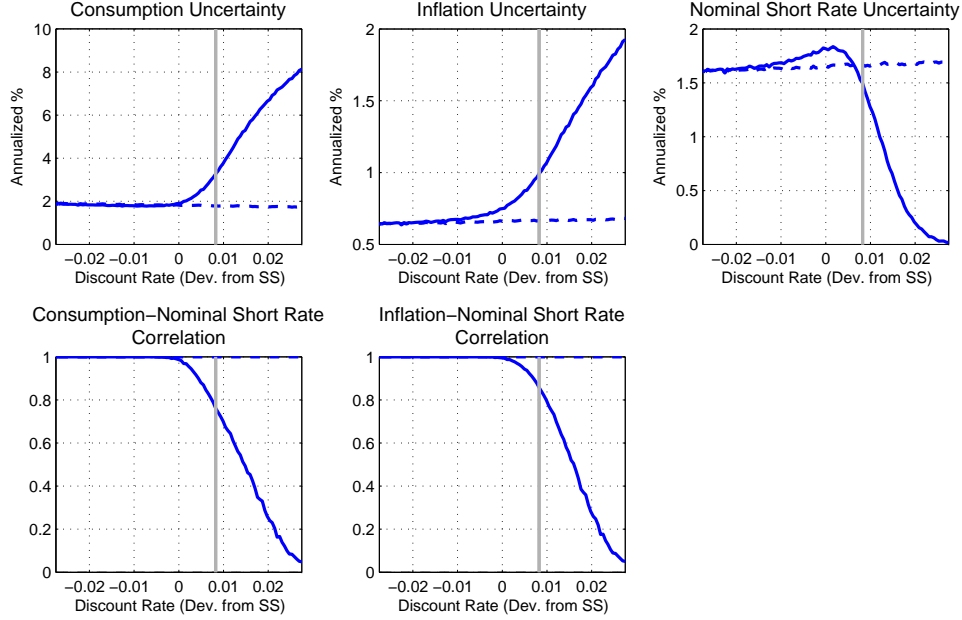 Consumption Uncertainty
Annualized %
10
8
6
4
2
0
−0.02 −0.01 0 0.01 0.02
Discount Rate (Dev. from SS)
Inflation Uncertainty
Annualized %
2
1.5
1
0.5
−0.02 −0.01 0 0.01 0.02
Discount Rate (Dev. from SS)
Nominal Short Rate Uncertainty
Annualized %
2
1.5
1
0.5
0
−0.02 −0.01 0 0.01 0.02
Discount Rate (Dev. from SS)
Consumption−Nominal Short Rate
Correlation
1
0.8
0.6
0.4
0.2
0
−0.02 −0.01 0 0.01 0.02
Discount Rate (Dev. from SS)
Inflation−Nominal Short Rate
Correlation
1
0.8
0.6
0.4
0.2
0
−0.02 −0.01 0 0.01 0.02
Discount Rate (Dev. from SS)